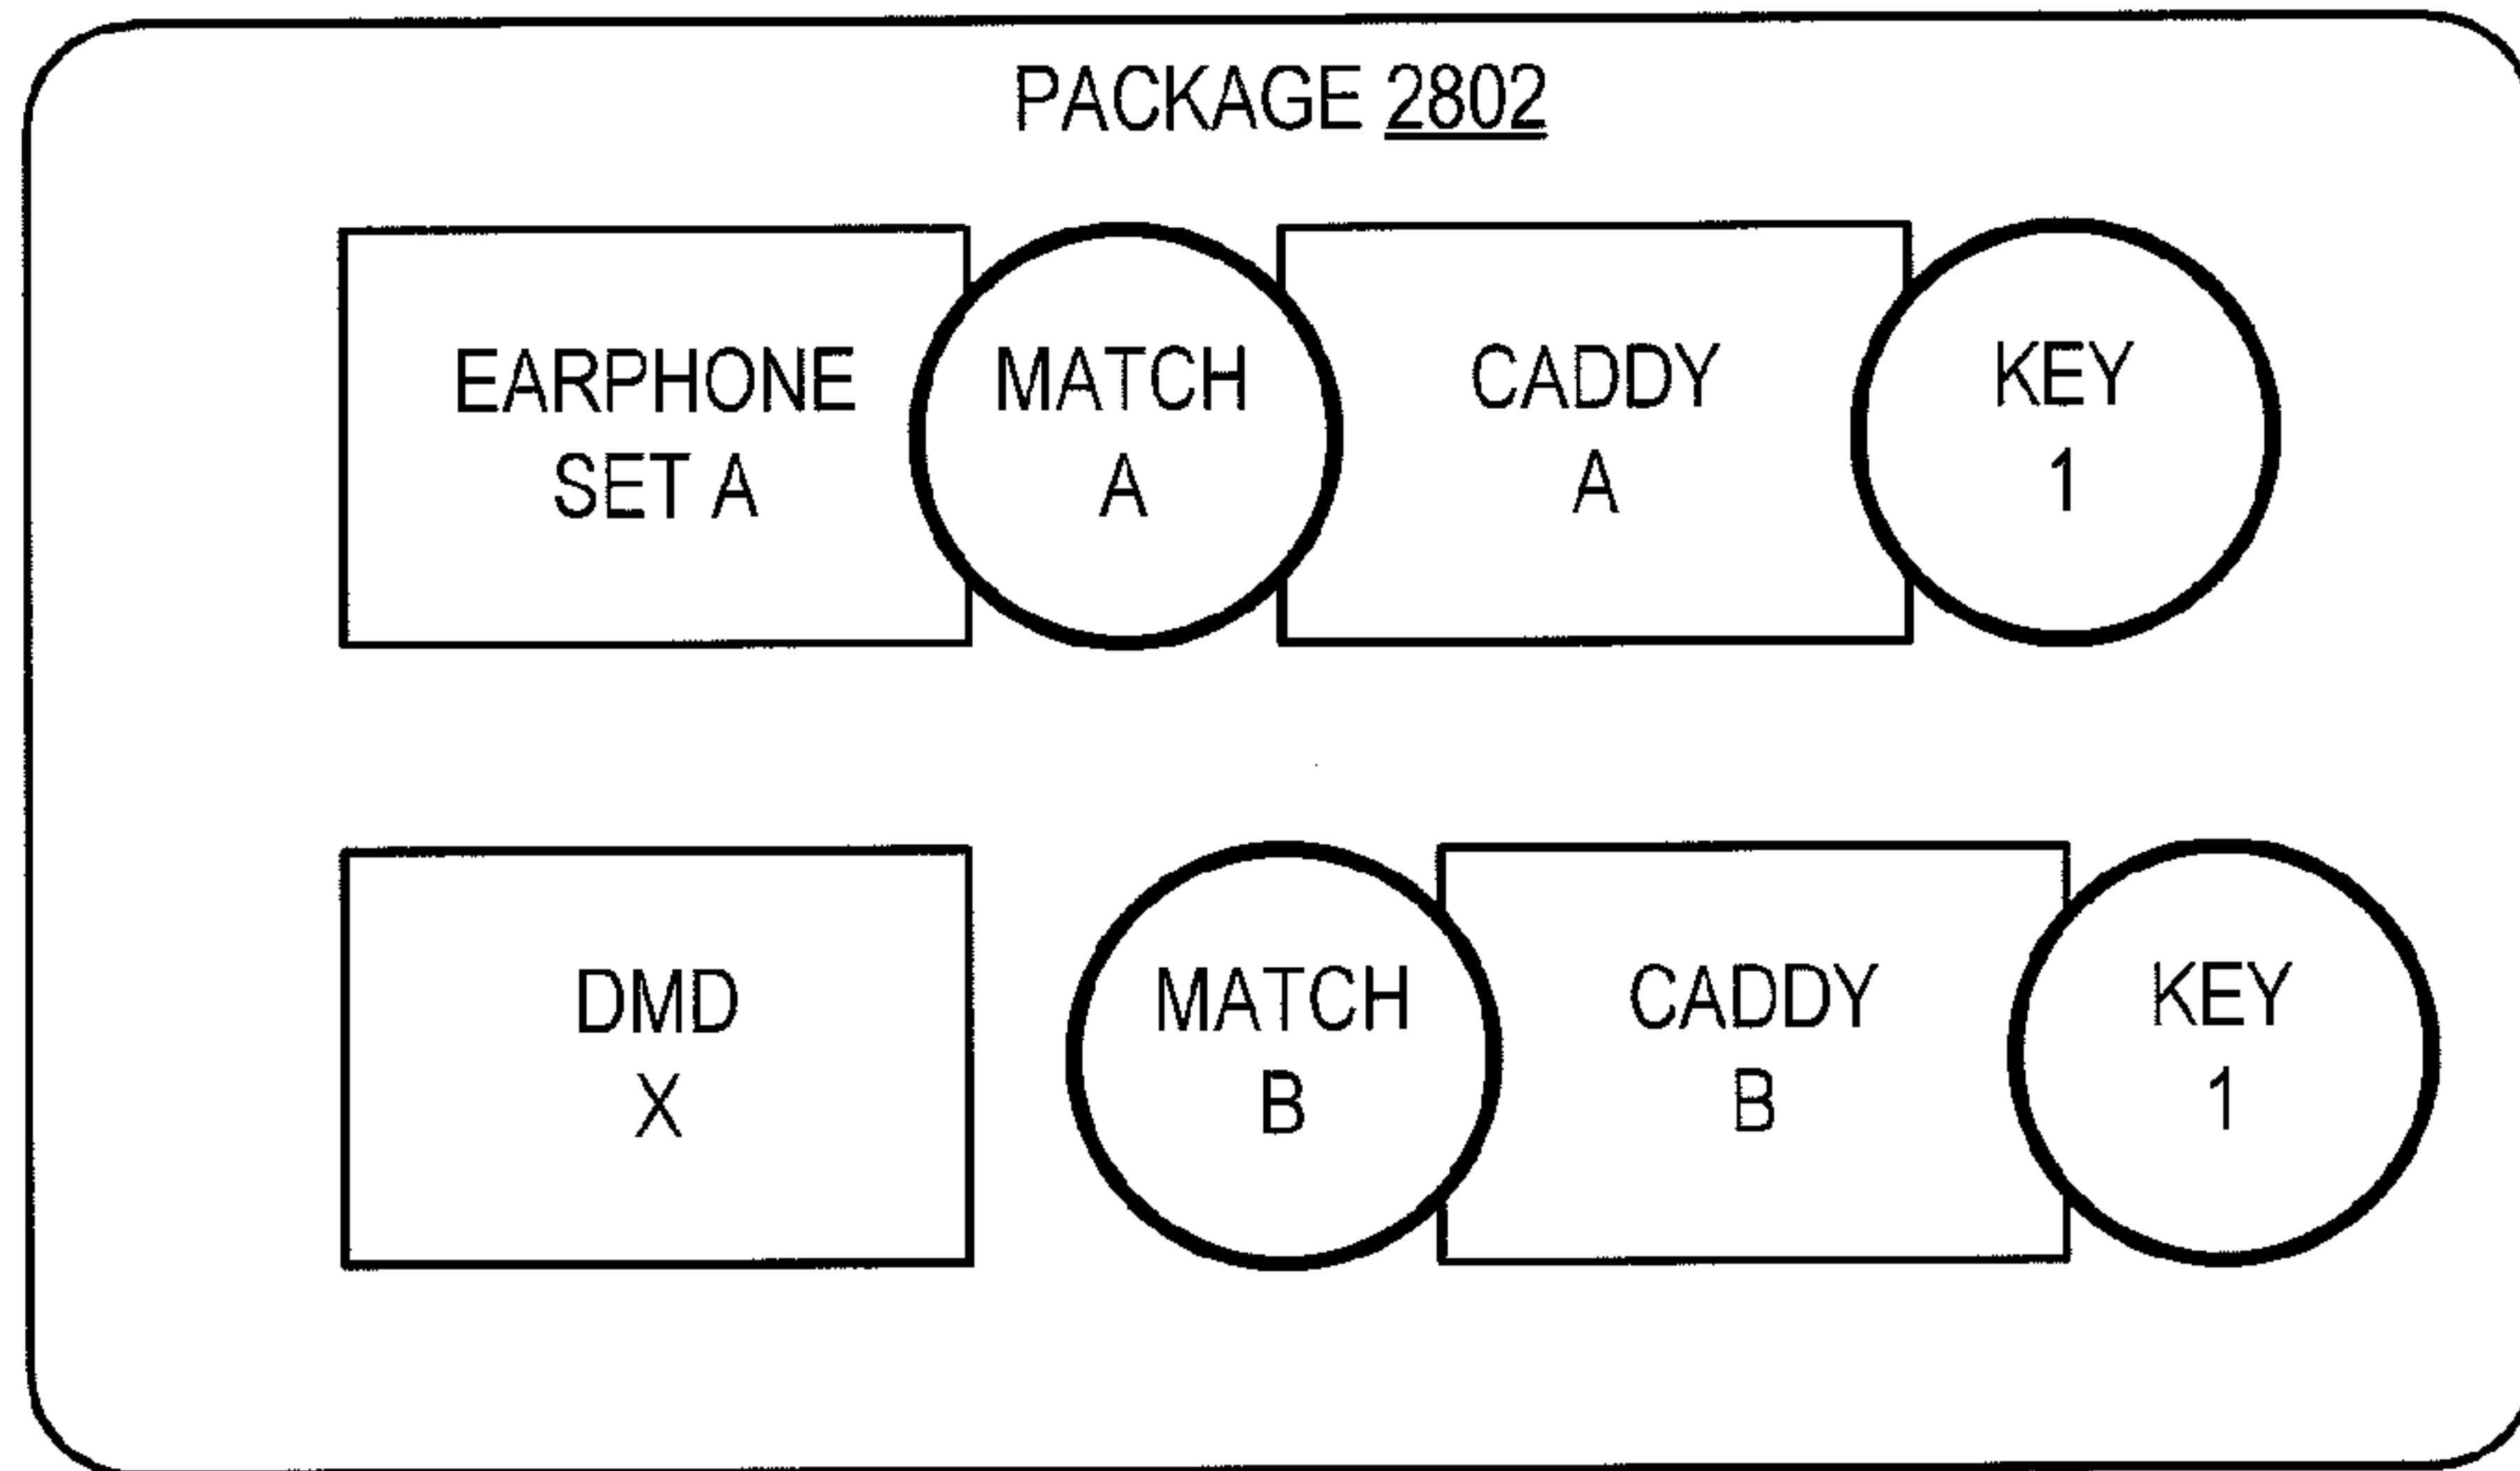 PACKAGE 2802
EARPHONE
SET A
MATCH
A
CADDY
A
KEY
1
DMD
X
MATCH
B
CADDY
B
KEY
1